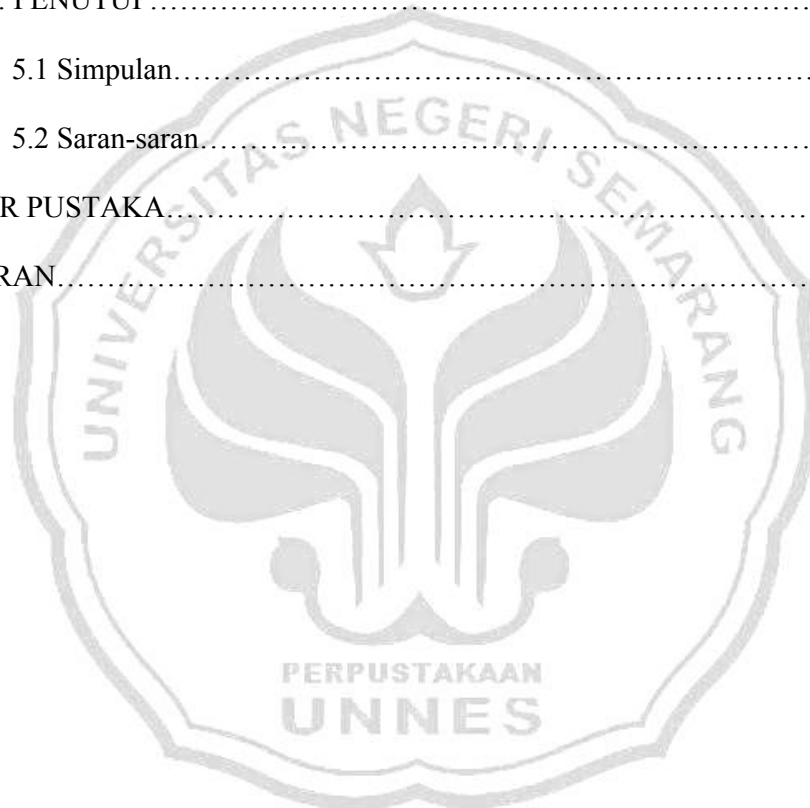 PENUTUP……………………………………………………………
5.1 Simpulan……………………………………………………………
5.2 Saran-saran……………………………………………………………
R PUSTAKA……………………………………………………………
RAN……………………………………………………………
UNIVERSITAS NEGERI SEMARANG
PERPUSTAKAAN
UNNES